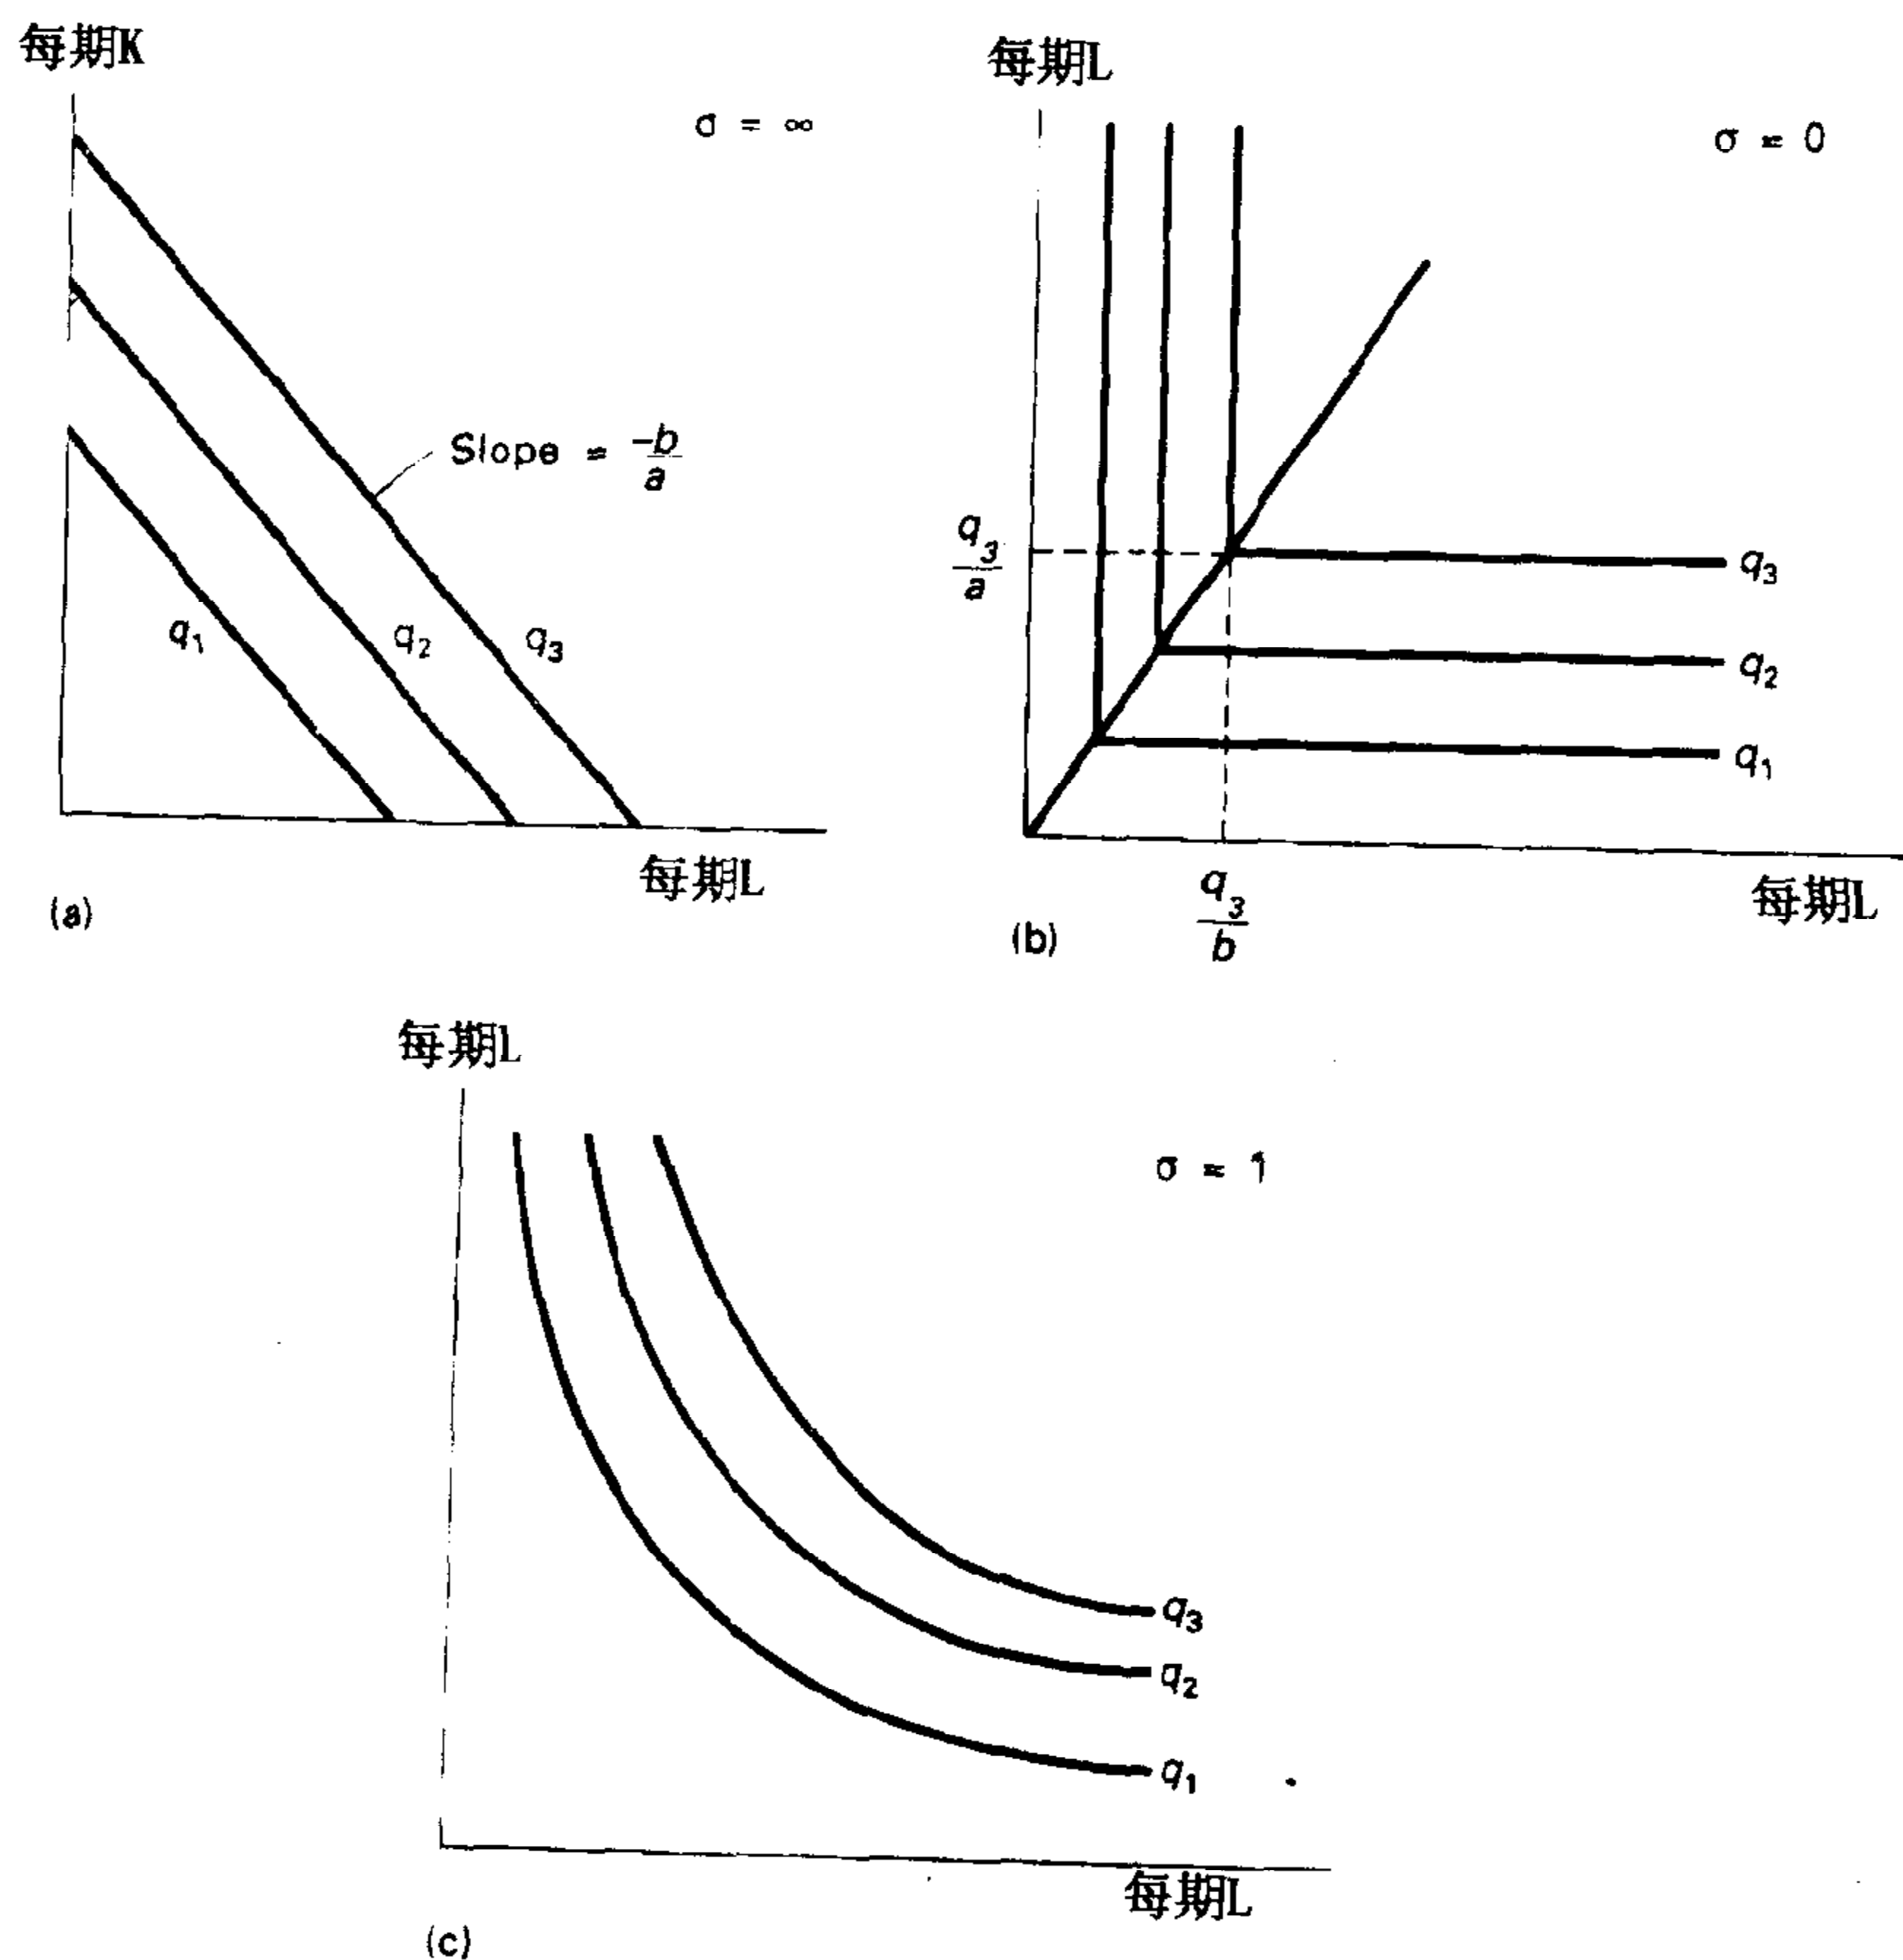 每期K
σ = ∞
Slope = -b/a
q1
q2
q3
每期L
(a)
每期L
σ = 0
q3/a
q3
q2
q1
q3/b
每期L
(b)
每期L
σ = 1
q3
q2
q1
每期L
(c)